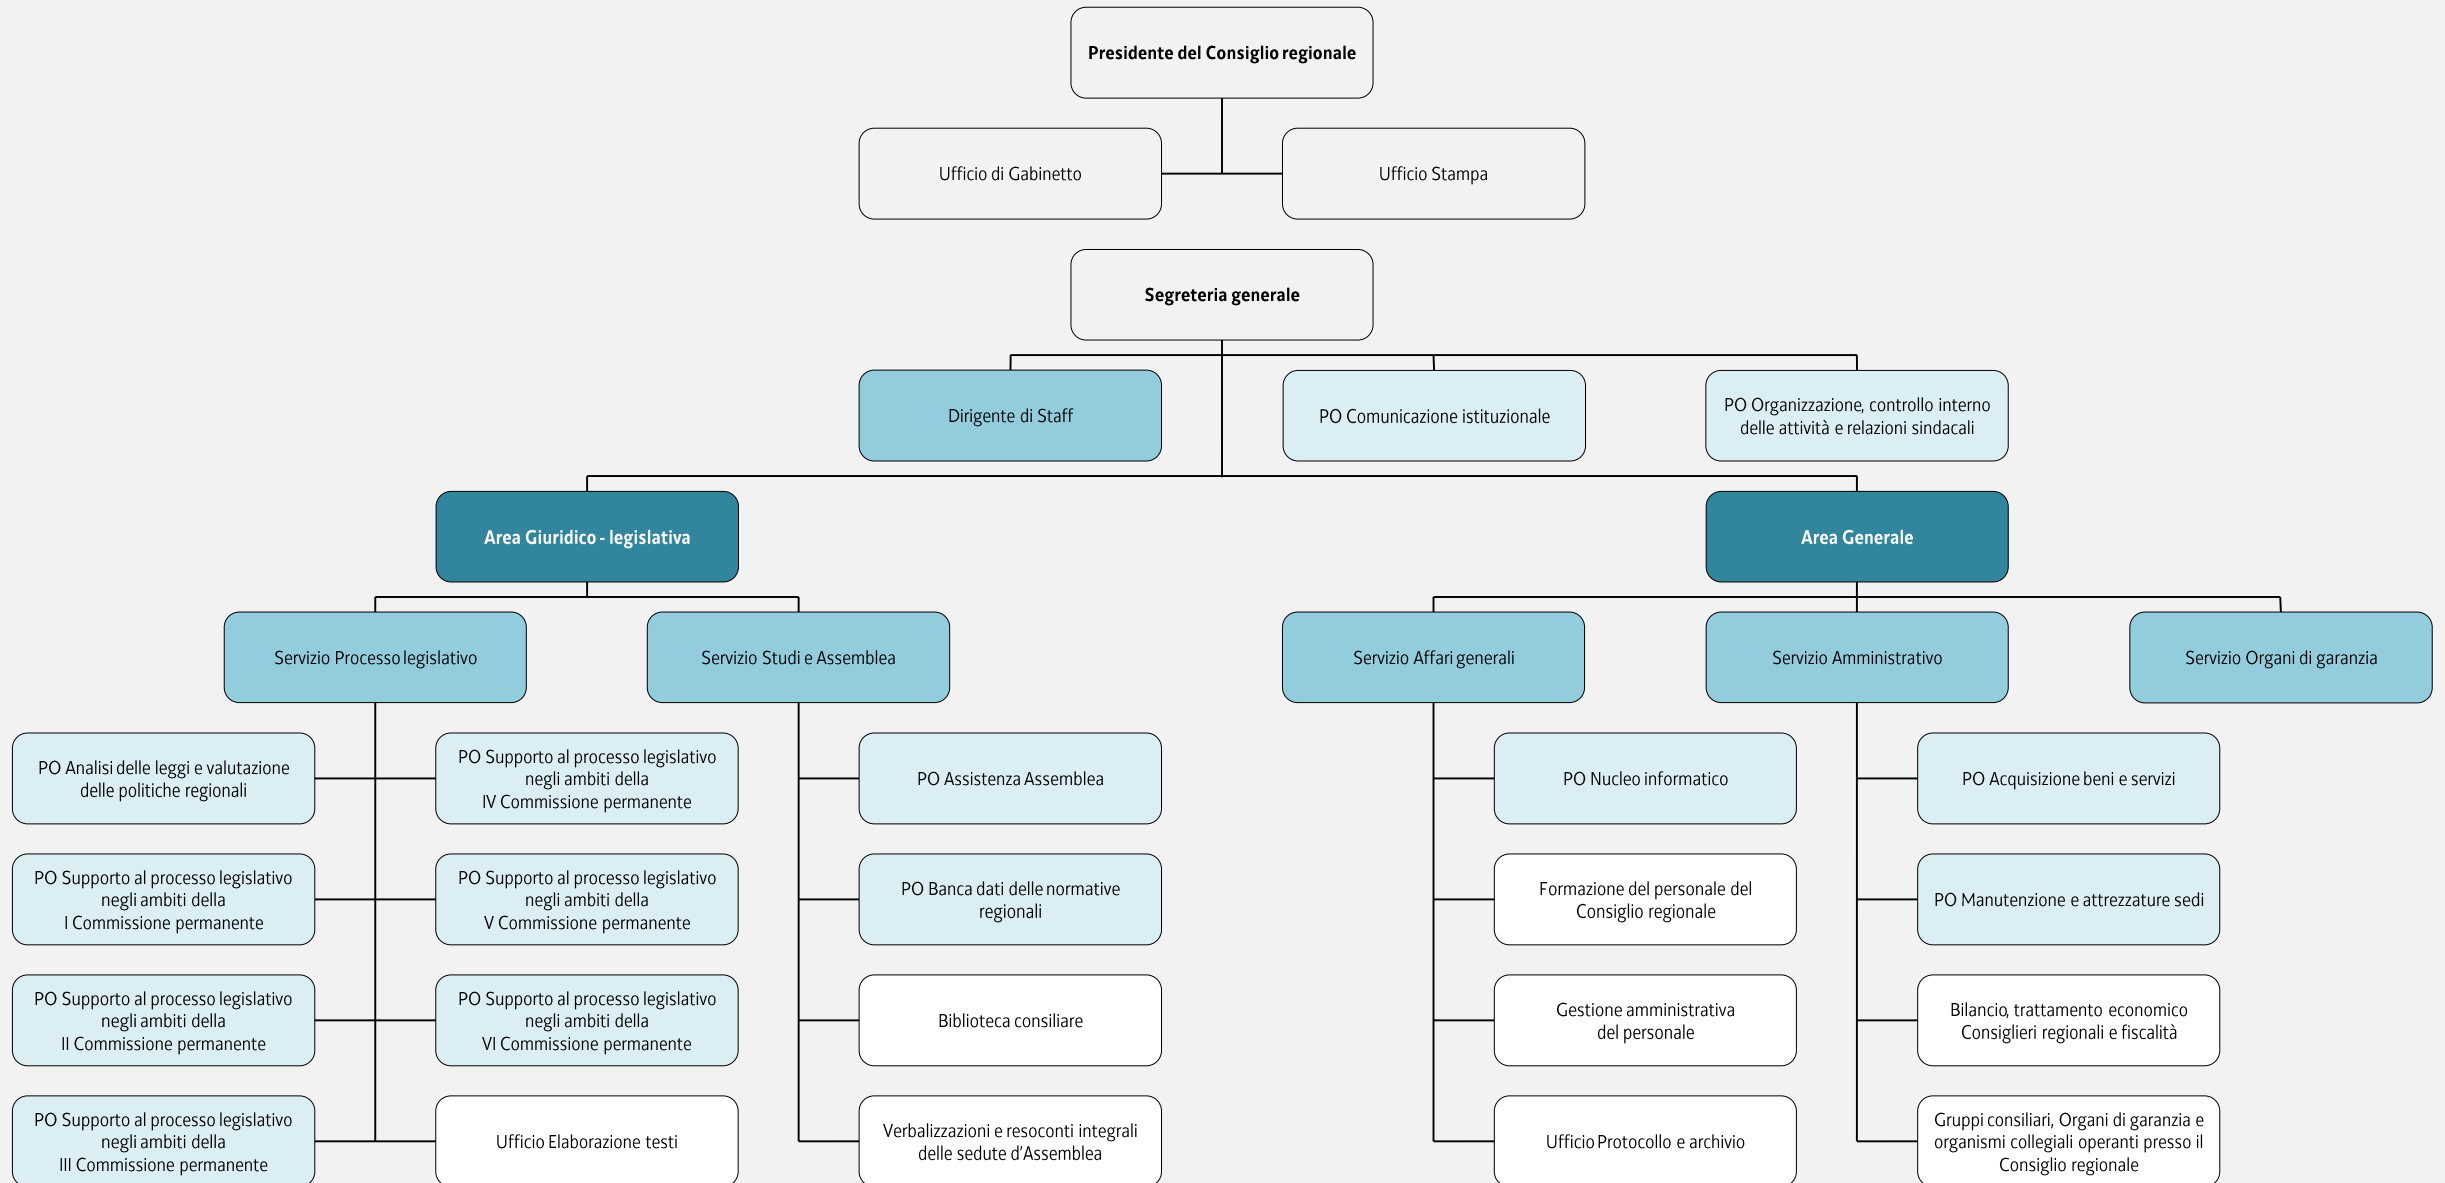 Presidente del Consiglio regionale
Ufficio di Gabinetto
Ufficio Stampa
Segreteria generale
Dirigente di Staff
PO Comunicazione istituzionale
PO Organizzazione, controllo interno
delle attività e relazioni sindacali
Area Giuridico - legislativa
Area Generale
Servizio Processo legislativo
Servizio Studi e Assemblea
Servizio Affari generali
Servizio Amministrativo
Servizio Organi di garanzia
PO Analisi delle leggi e valutazione
delle politiche regionali
PO Supporto al processo legislativo
negli ambiti della
IV Commissione permanente
PO Assistenza Assemblea
PO Nucleo informatico
PO Acquisizione beni e servizi
PO Supporto al processo legislativo
negli ambiti della
I Commissione permanente
PO Supporto al processo legislativo
negli ambiti della
V Commissione permanente
PO Banca dati delle normative
regionali
Formazione del personale del
Consiglio regionale
PO Manutenzione e attrezzature sedi
PO Supporto al processo legislativo
negli ambiti della
II Commissione permanente
PO Supporto al processo legislativo
negli ambiti della
VI Commissione permanente
Biblioteca consiliare
Gestione amministrativa
del personale
Bilancio, trattamento economico
Consiglieri regionali e fiscalità
PO Supporto al processo legislativo
negli ambiti della
III Commissione permanente
Ufficio Elaborazione testi
Verbalizzazioni e resoconti integrali
delle sedute d’Assemblea
Ufficio Protocollo e archivio
Gruppi consiliari, Organi di garanzia e
organismi collegiali operanti presso il
Consiglio regionale